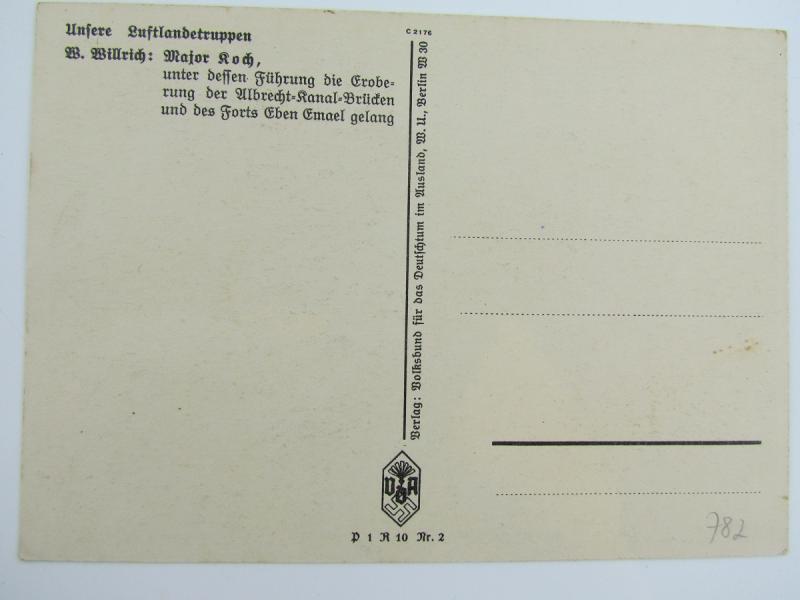 Unsere Luftlandetruppen
W. Willrich: Major Koch,
unter dessen Führung die Erobe-
rung der Albrecht-Kanal-Brücken
und des Forts Eben Emael gelang
C 2176
Verlag: Volksbund für das Deutschtum im Ausland, W. U., Berlin W 30
VDA
P 1 R 10 Nr. 2
782